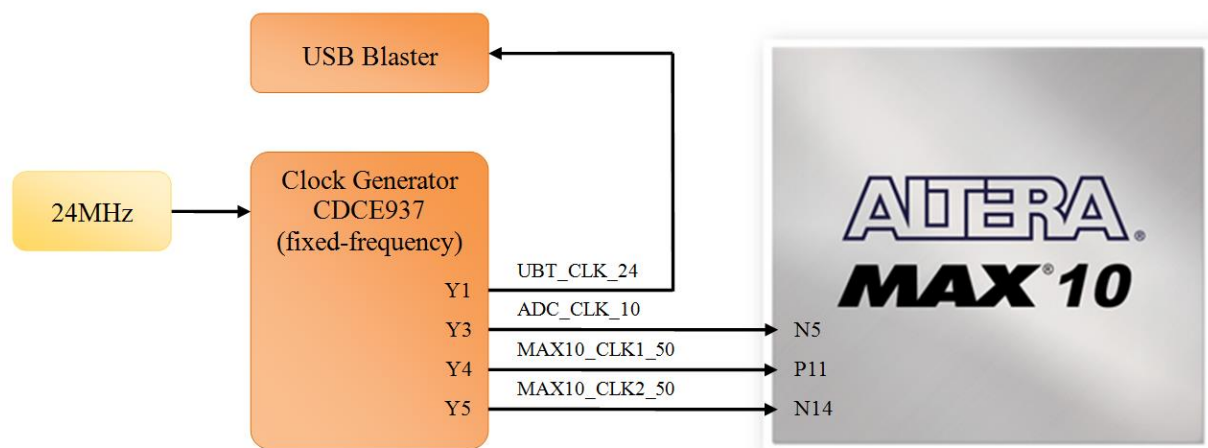 USB Blaster
24MHz
Clock Generator
CDCE937
(fixed-frequency)
Y1
UBT_CLK_24
Y3
ADC_CLK_10
N5
Y4
MAX10_CLK1_50
P11
Y5
MAX10_CLK2_50
N14
ALTERA®
MAX®10